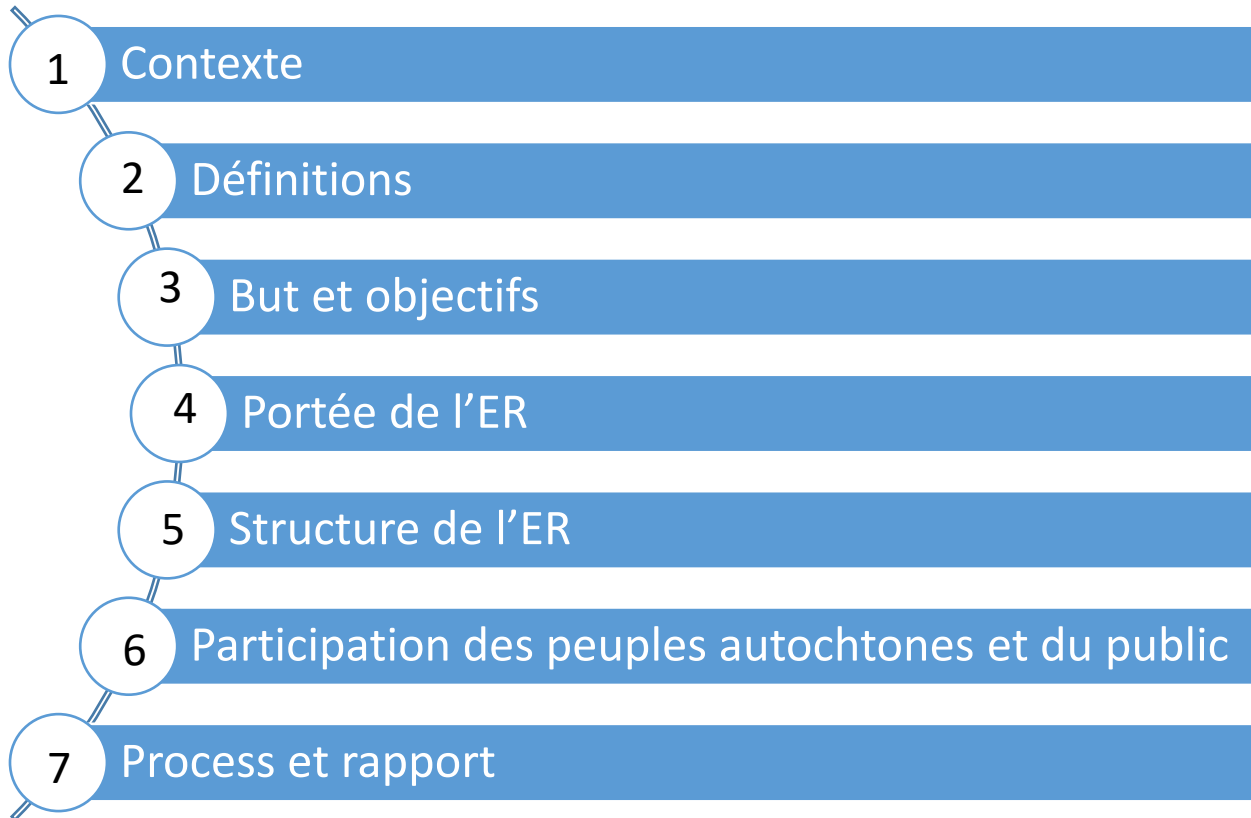 1 Contexte
2 Définitions
3 But et objectifs
4 Portée de l’ER
5 Structure de l’ER
6 Participation des peuples autochtones et du public
7 Process et rapport